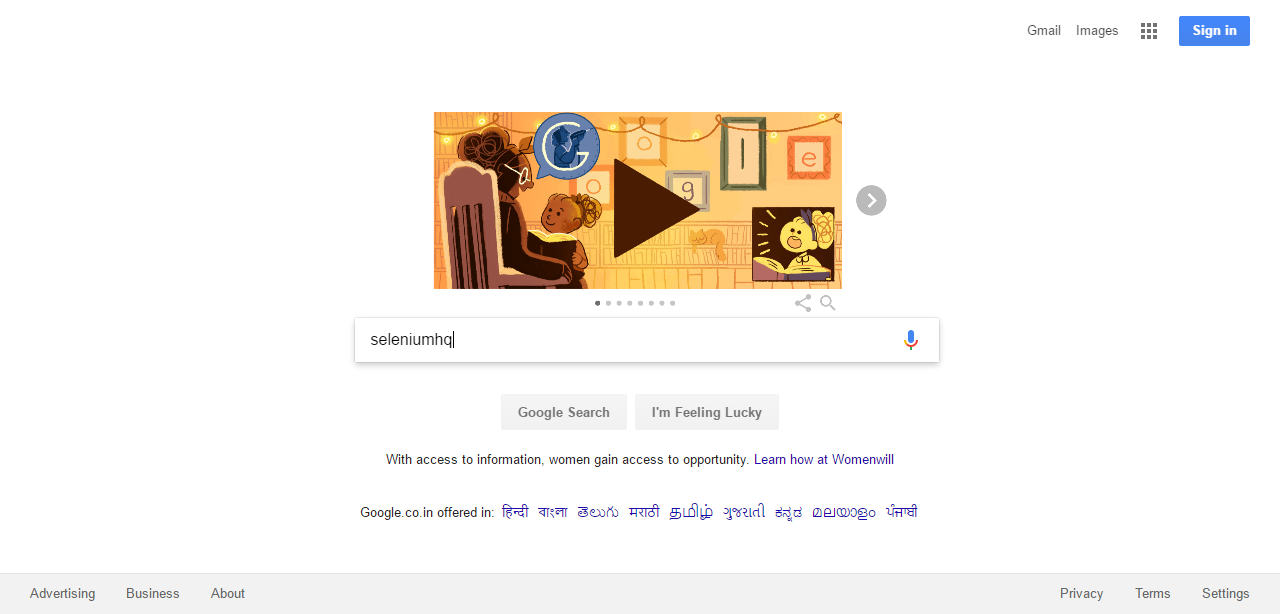 Gmail Images Sign in
G o o g l e
seleniumhq
Google Search I'm Feeling Lucky
With access to information, women gain access to opportunity. Learn how at Womenwill
Google.co.in offered in: हिन्दी বাংলা తెలుగు मराठी தமிழ் ગુજરાતી ಕನ್ನಡ മലയാളം ਪੰਜਾਬੀ
Advertising Business About Privacy Terms Settings